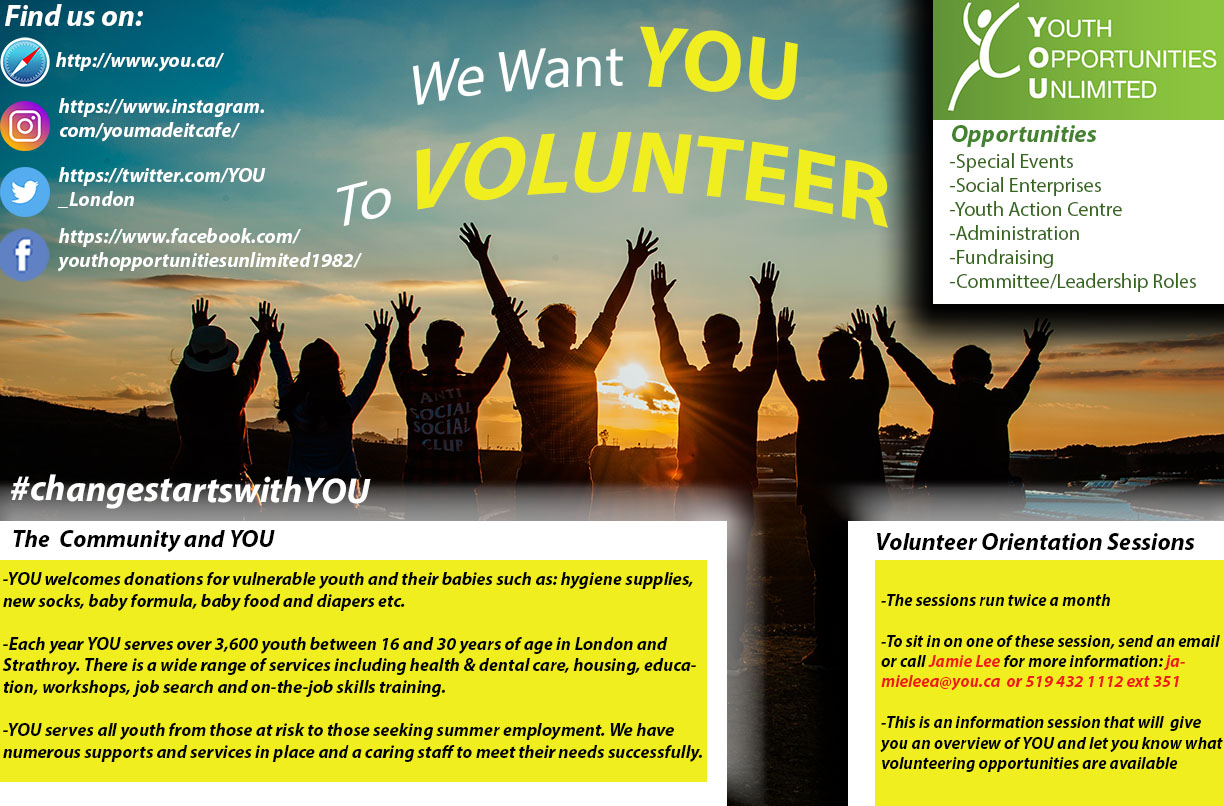 Find us on:
http://www.you.ca/
https://www.instagram.
com/youmadeitcafe/
https://twitter.com/YOU
_London
https://www.facebook.com/
youthopportunitiesunlimited1982/
We Want YOU
To VOLUNTEER
YOUTH
OPPORTUNITIES
UNLIMITED
Opportunities
-Special Events
-Social Enterprises
-Youth Action Centre
-Administration
-Fundraising
-Committee/Leadership Roles
ANTI
SOCIAL
SOCIAL
CLUB
#changestartswithYOU
The Community and YOU
-YOU welcomes donations for vulnerable youth and their babies such as: hygiene supplies,
new socks, baby formula, baby food and diapers etc.
-Each year YOU serves over 3,600 youth between 16 and 30 years of age in London and
Strathroy. There is a wide range of services including health & dental care, housing, educa-
tion, workshops, job search and on-the-job skills training.
-YOU serves all youth from those at risk to those seeking summer employment. We have
numerous supports and services in place and a caring staff to meet their needs successfully.
Volunteer Orientation Sessions
-The sessions run twice a month
-To sit in on one of these session, send an email
or call Jamie Lee for more information: ja-
mieleea@you.ca or 519 432 1112 ext 351
-This is an information session that will give
you an overview of YOU and let you know what
volunteering opportunities are available